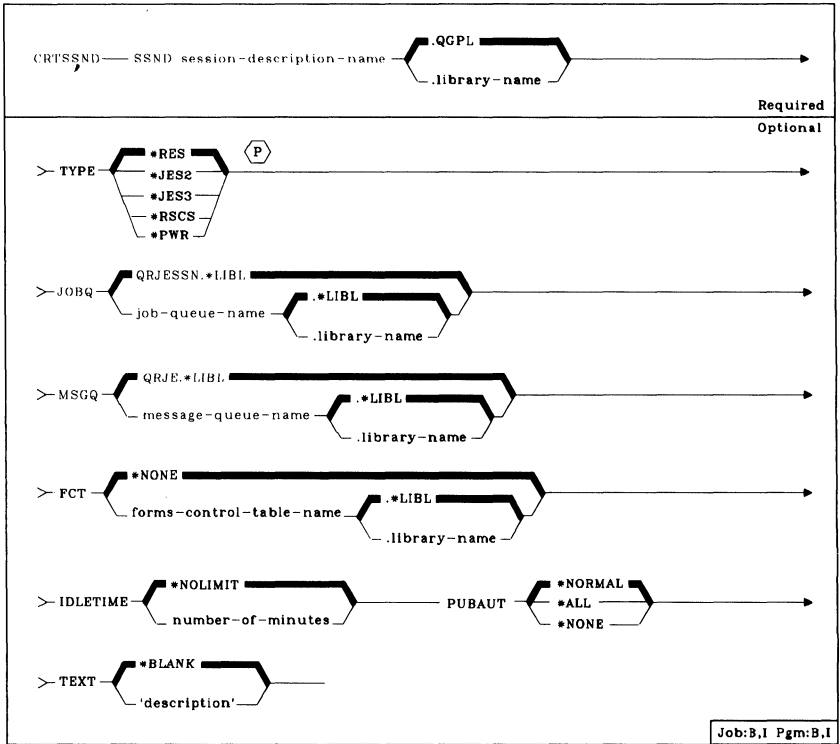 .QGPL
CRTSSND SSND session-description-name
.library-name
Required
Optional
*RES
P
TYPE
*JES2
*JES3
*RSCS
*PWR
QRJESSN.*LIBL
JOBQ
.*LIBL
job-queue-name
.library-name
QRJE.*LIBL
MSGQ
.*LIBL
message-queue-name
.library-name
*NONE
FCT
.*LIBL
forms-control-table-name
.library-name
*NOLIMIT
*NORMAL
IDLETIME
PUBAUT
*ALL
number-of-minutes
*NONE
*BLANK
TEXT
'description'
Job:B,I Pgm:B,I